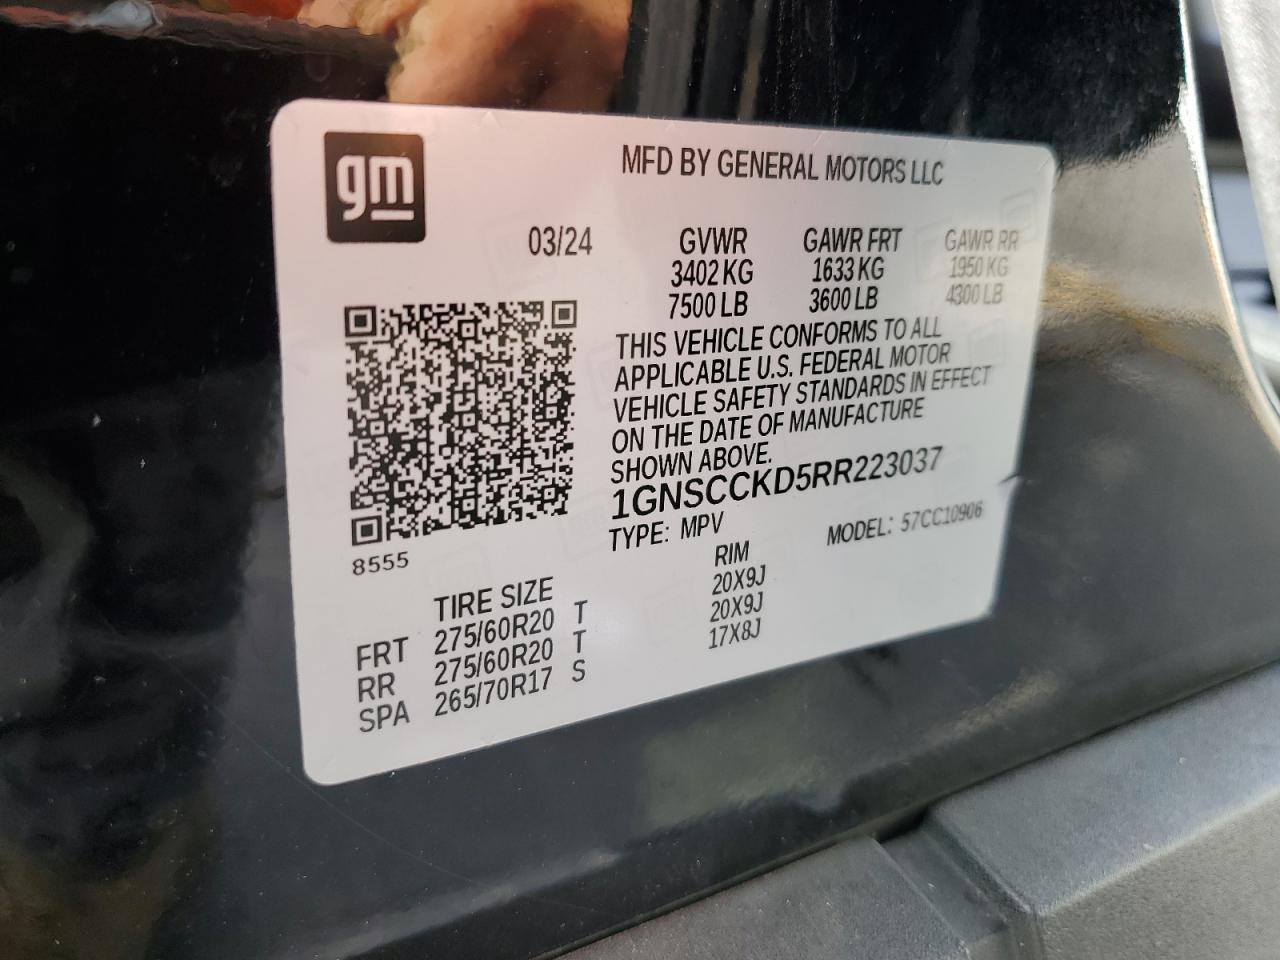 gm
MFD BY GENERAL MOTORS LLC
03/24 GVWR GAWR FRT GAWR RR
3402 KG 1633 KG 1950 KG
7500 LB 3600 LB 4300 LB
THIS VEHICLE CONFORMS TO ALL
APPLICABLE U.S. FEDERAL MOTOR
VEHICLE SAFETY STANDARDS IN EFFECT
ON THE DATE OF MANUFACTURE
SHOWN ABOVE.
1GNSCCKD5RR223037
TYPE: MPV MODEL: 57CC10906
8555
TIRE SIZE RIM
FRT 275/60R20 T 20X9J
RR 275/60R20 T 20X9J
SPA 265/70R17 S 17X8J